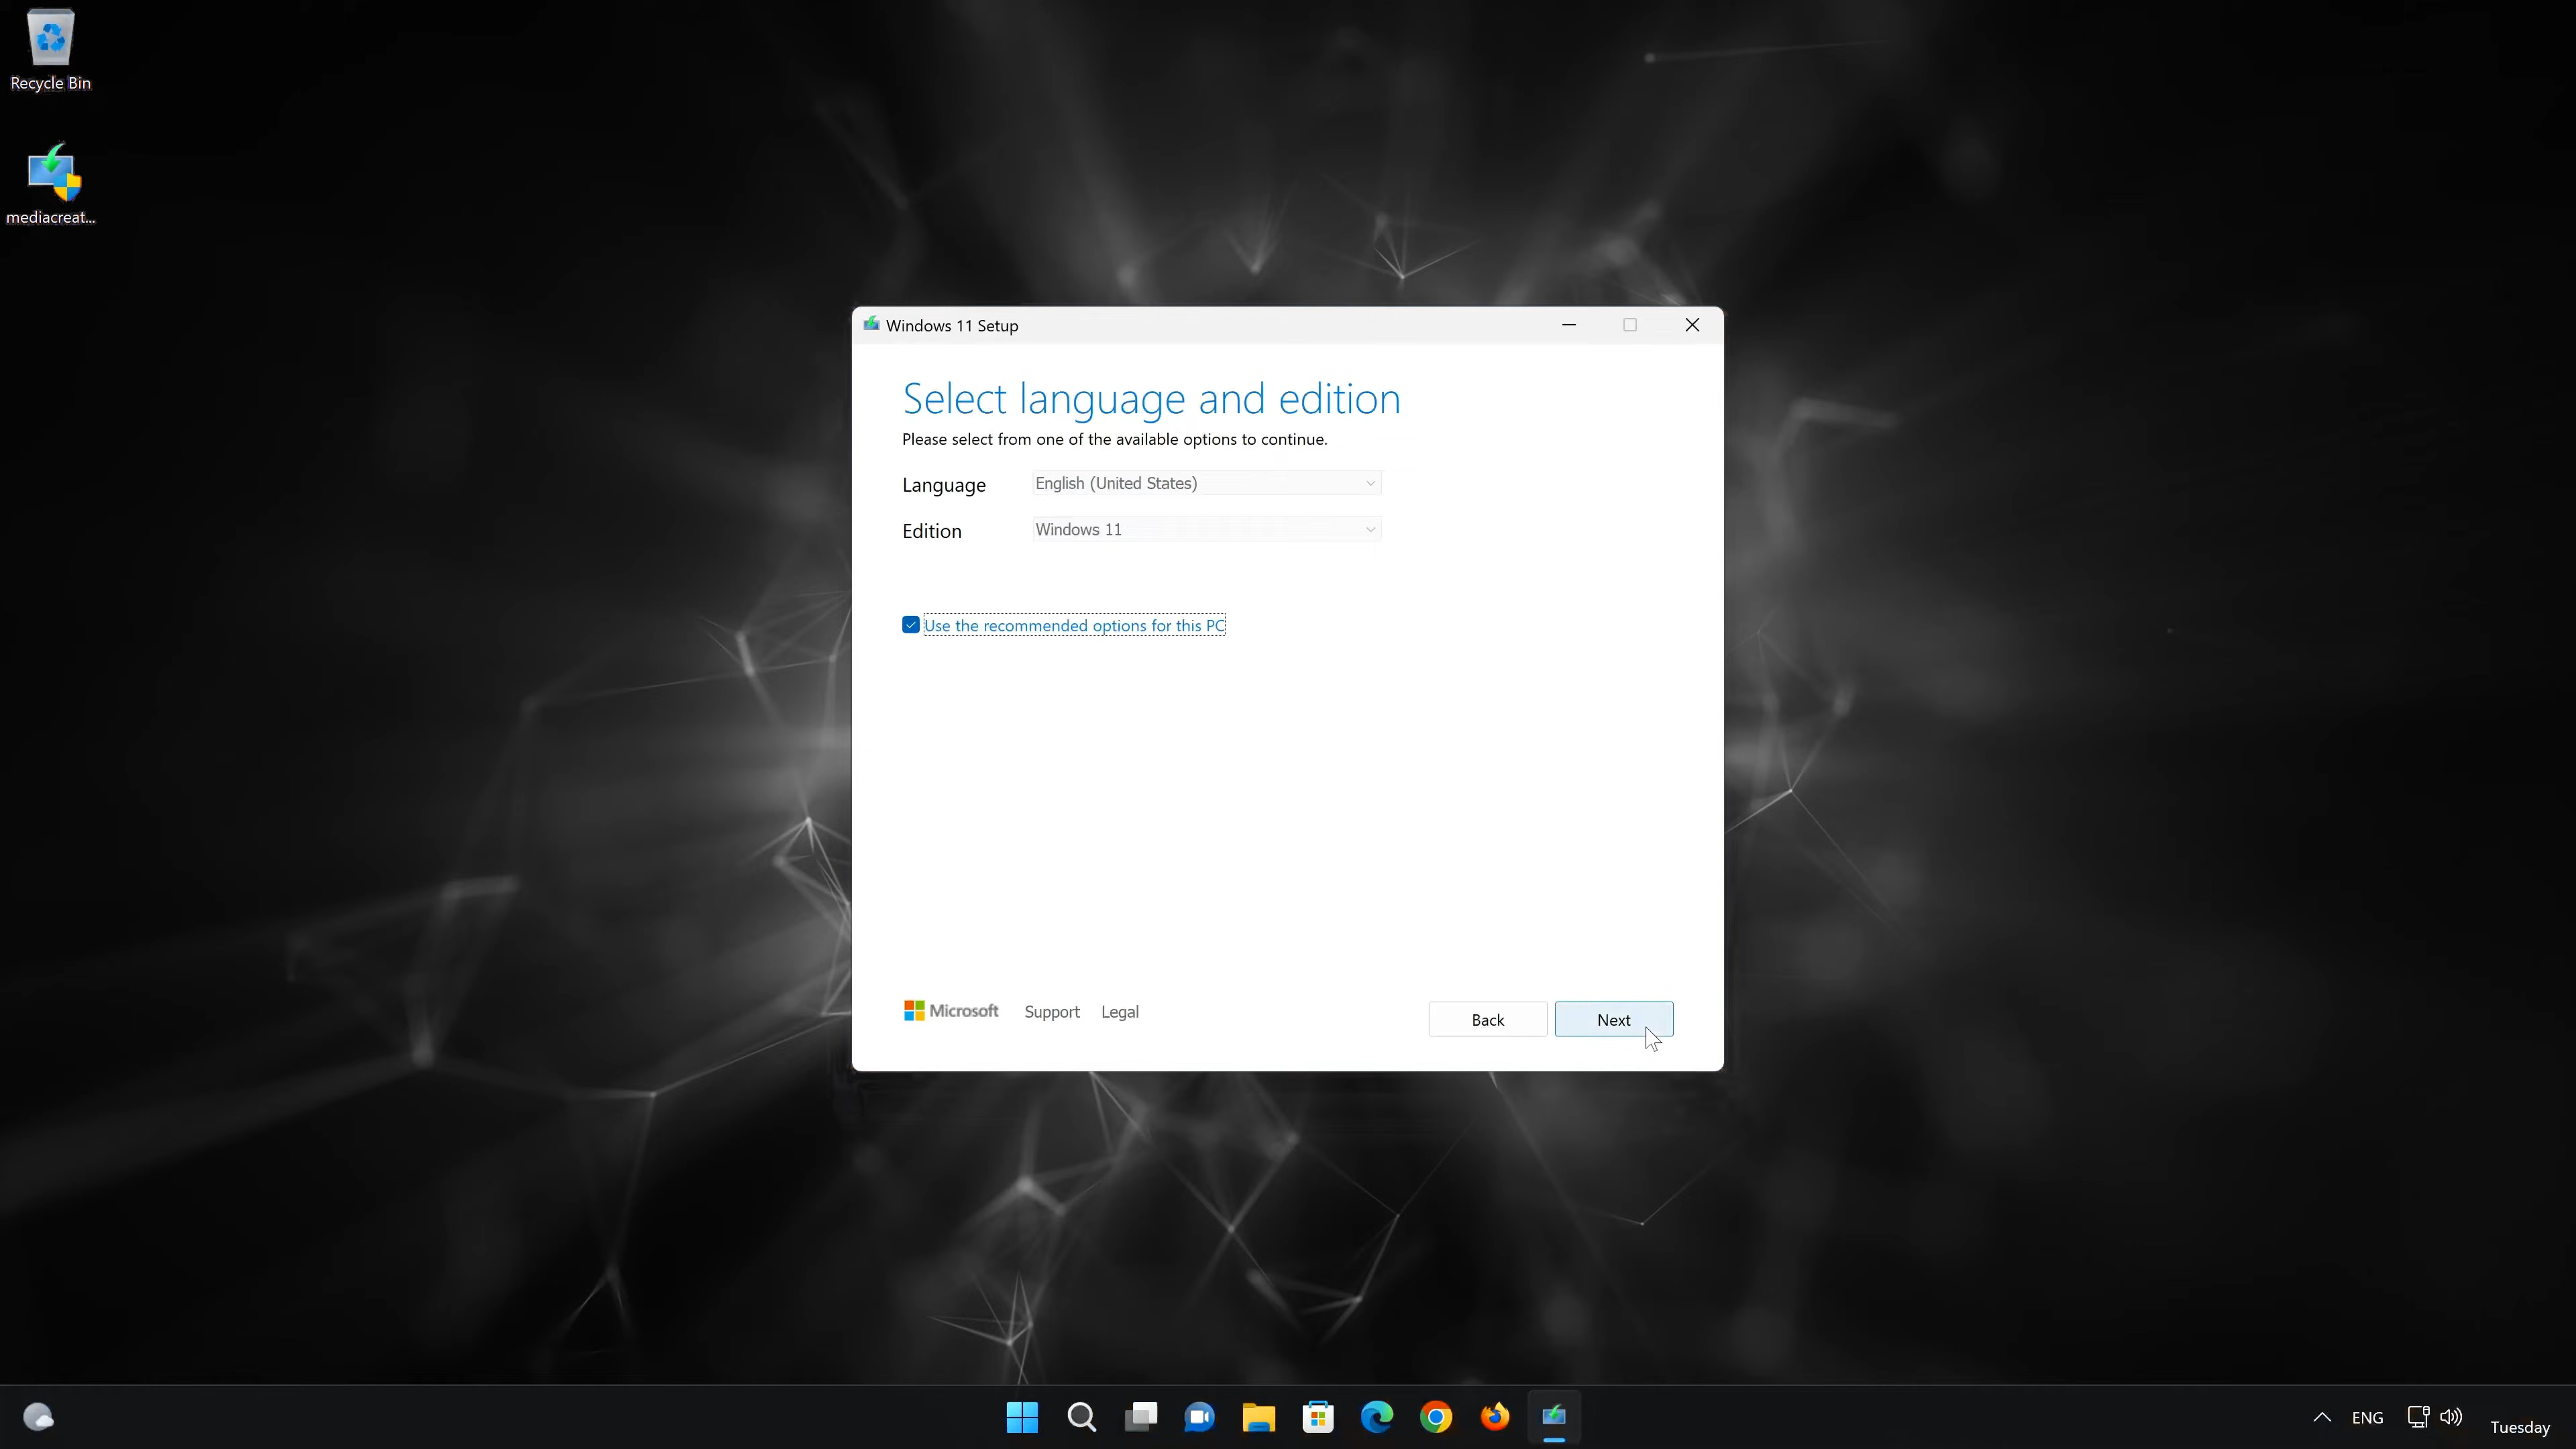 Recycle Bin
mediacreat...
Windows 11 Setup
Select language and edition
Please select from one of the available options to continue.
Language English (United States)
Edition Windows 11
Use the recommended options for this PC
Microsoft Support Legal
Back Next
ENG
Tuesday